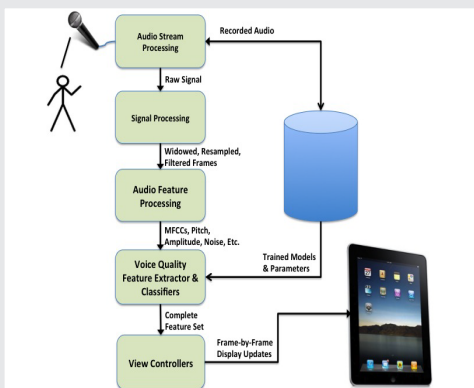 Audio Stream
Processing
Recorded Audio
Raw Signal
Signal Processing
Widowed, Resampled,
Filtered Frames
Audio Feature
Processing
MFCCs, Pitch,
Amplitude, Noise, Etc.
Trained Models
& Parameters
Voice Quality
Feature Extractor &
Classifiers
Complete
Feature Set
Frame-by-Frame
Display Updates
View Controllers